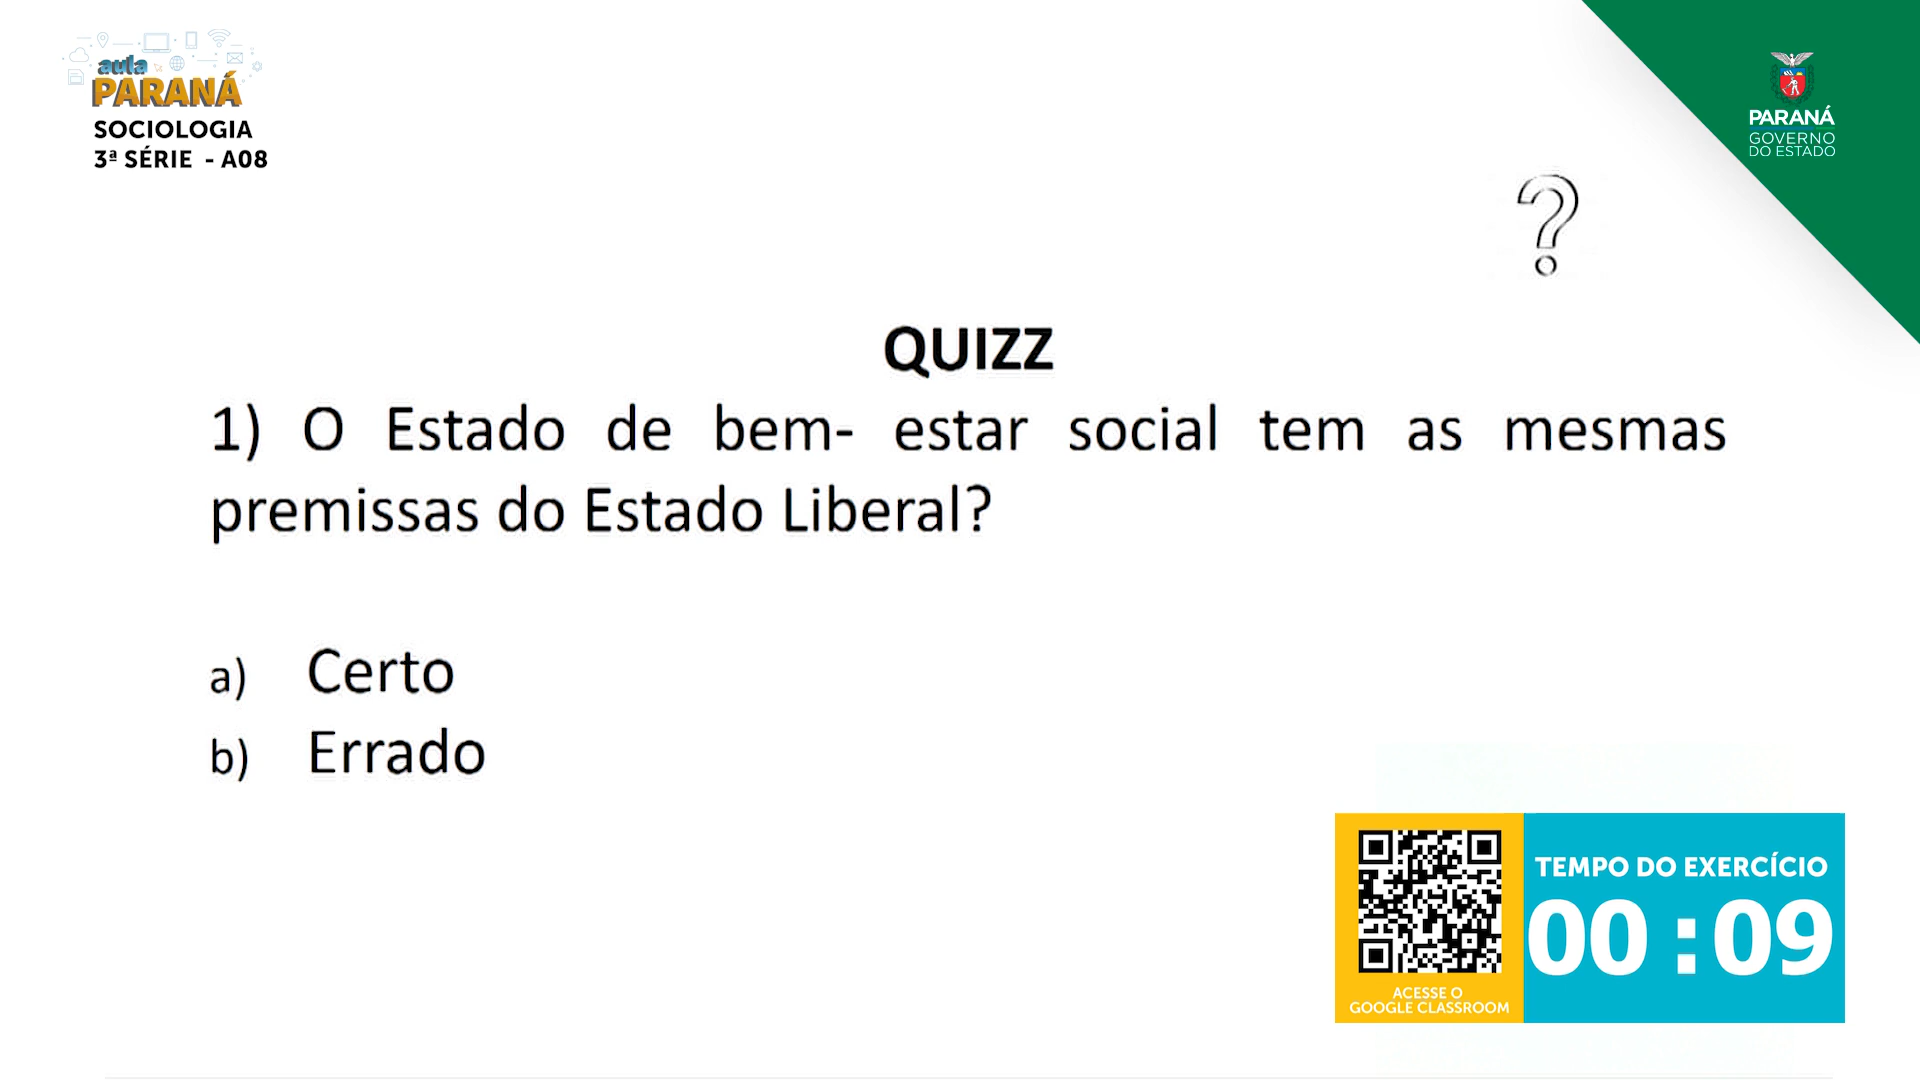 aula
PARANÁ
SOCIOLOGIA
3ª SÉRIE - A08
PARANÁ
GOVERNO
DO ESTADO
?
QUIZZ
1) O Estado de bem- estar social tem as mesmas
premissas do Estado Liberal?
a) Certo
b) Errado
TEMPO DO EXERCÍCIO
00 : 09
ACESSE O
GOOGLE CLASSROOM